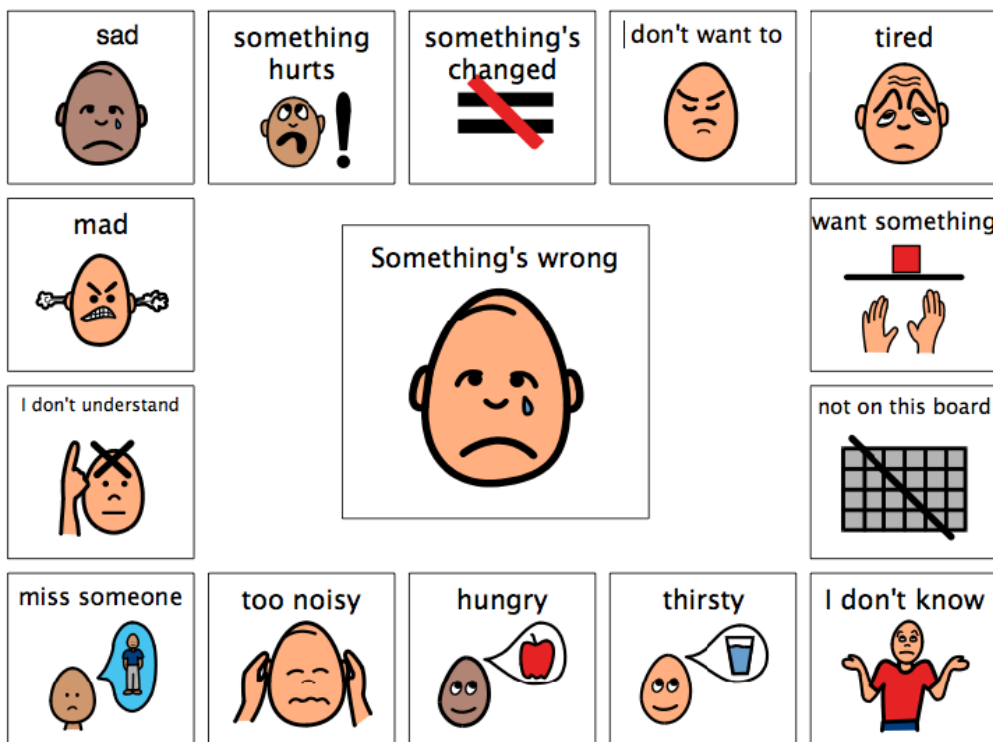 sad
something
hurts
something's
changed
I don't want to
tired
mad
Something's wrong
want something
I don't understand
not on this board
miss someone
too noisy
hungry
thirsty
I don't know